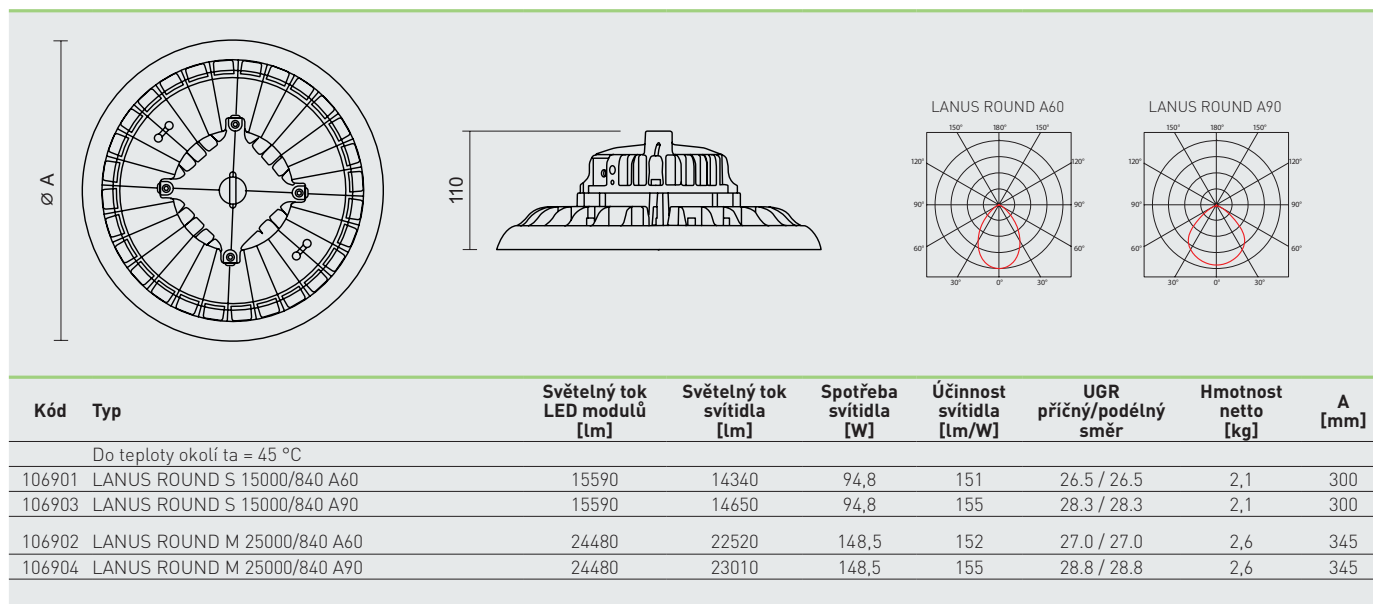 Ø A
110
LANUS ROUND A60
150° 180° 150°
120° 120°
90° 90°
60° 60°
30° 0° 30°
LANUS ROUND A90
150° 180° 150°
120° 120°
90° 90°
60° 60°
30° 0° 30°
Kód Typ Světelný tok LED modulů [lm] Světelný tok svítidla [lm] Spotřeba svítidla [W] Účinnost svítidla [lm/W] UGR příčný/podélný směr Hmotnost netto [kg] A [mm]
Do teploty okolí ta = 45 °C
106901 LANUS ROUND S 15000/840 A60 15590 14340 94,8 151 26.5 / 26.5 2,1 300
106903 LANUS ROUND S 15000/840 A90 15590 14650 94,8 155 28.3 / 28.3 2,1 300
106902 LANUS ROUND M 25000/840 A60 24480 22520 148,5 152 27.0 / 27.0 2,6 345
106904 LANUS ROUND M 25000/840 A90 24480 23010 148,5 155 28.8 / 28.8 2,6 345